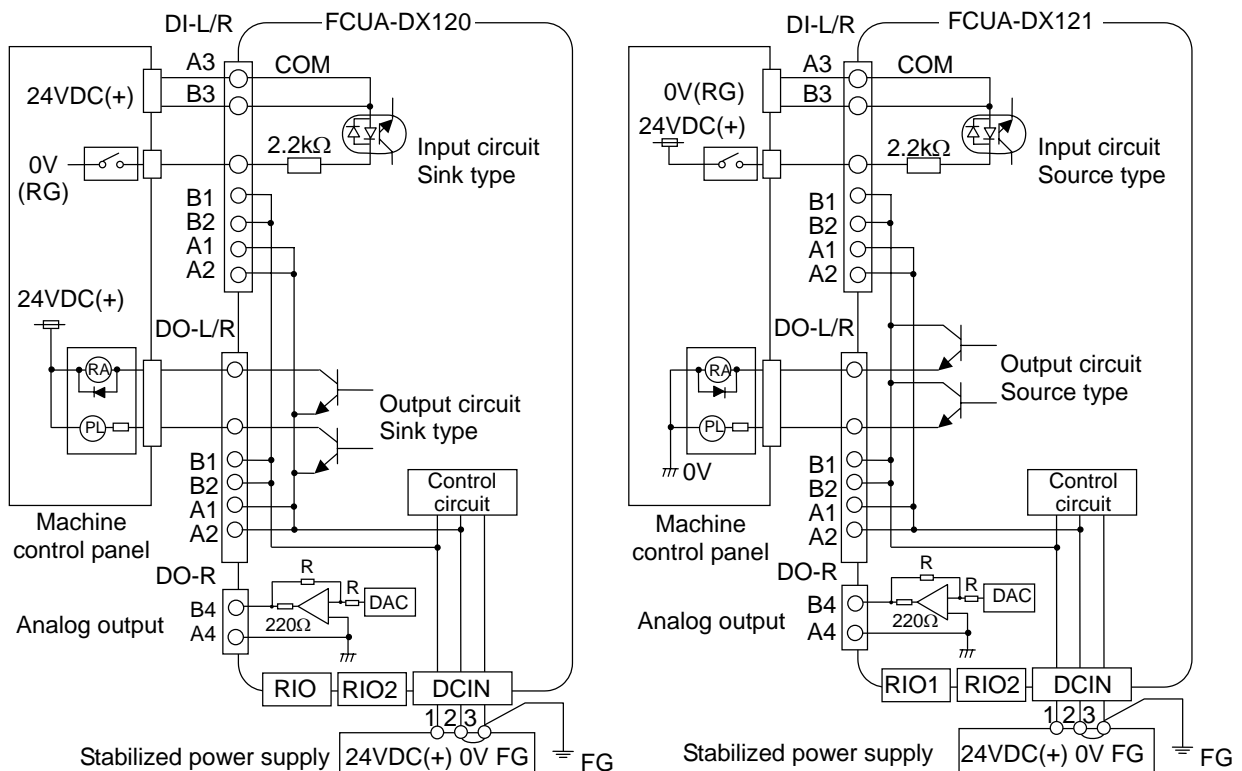 DI-L/R
FCUA-DX120
A3
COM
24VDC(+)
B3
2.2kΩ
Input circuit
Sink type
0V
(RG)
B1
B2
A1
A2
24VDC(+)
DO-L/R
RA
Output circuit
Sink type
PL
B1
B2
A1
A2
Control
circuit
Machine
control panel
DO-R
R
R
DAC
B4
220Ω
Analog output
A4
RIO
RIO2
DCIN
1 2 3
Stabilized power supply
24VDC(+) 0V FG
FG
DI-L/R
FCUA-DX121
A3
COM
0V(RG)
B3
24VDC(+)
2.2kΩ
Input circuit
Source type
B1
B2
A1
A2
DO-L/R
RA
Output circuit
Source type
PL
0V
B1
B2
A1
A2
Control
circuit
Machine
control panel
DO-R
R
R
DAC
B4
220Ω
Analog output
A4
RIO1
RIO2
DCIN
1 2 3
Stabilized power supply
24VDC(+) 0V FG
FG